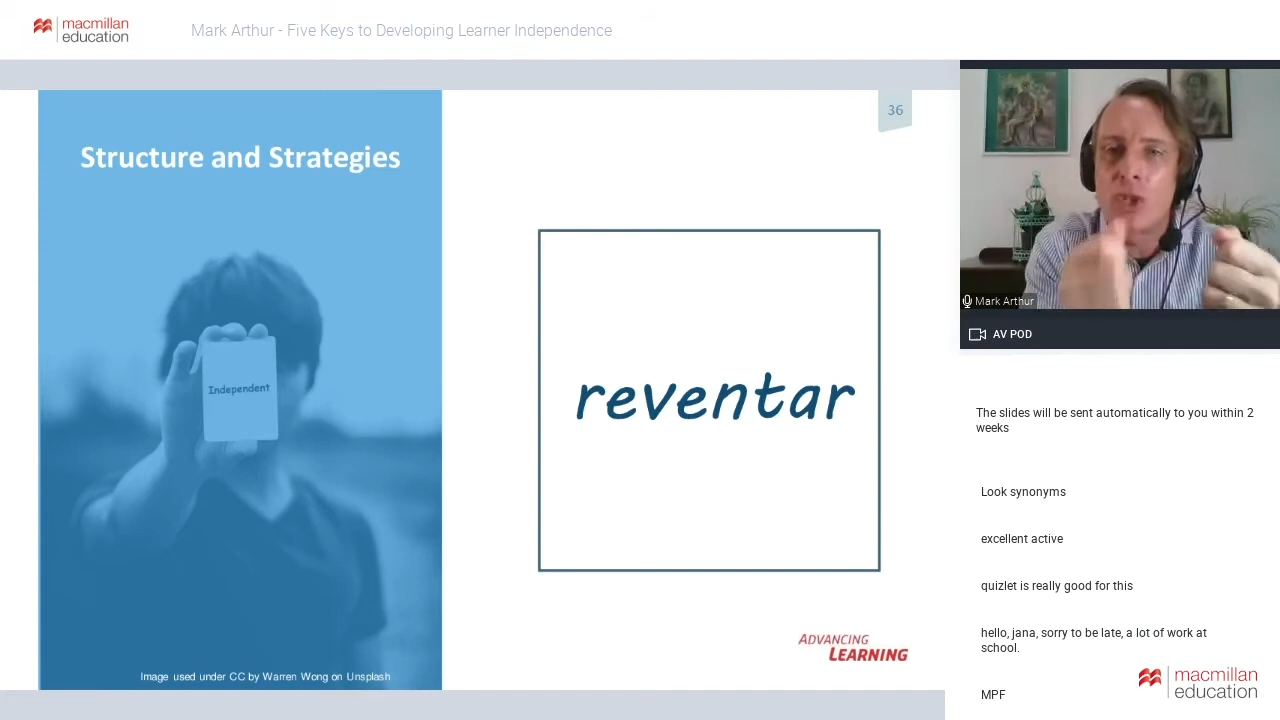 macmillan
education
Mark Arthur - Five Keys to Developing Learner Independence
36
Structure and Strategies
Independent
reventar
ADVANCING
LEARNING
Image used under CC by Warren Wong on Unsplash
Mark Arthur
AV POD
The slides will be sent automatically to you within 2
weeks
Look synonyms
excellent active
quizlet is really good for this
hello, jana, sorry to be late, a lot of work at
school.
MPF
macmillan
education